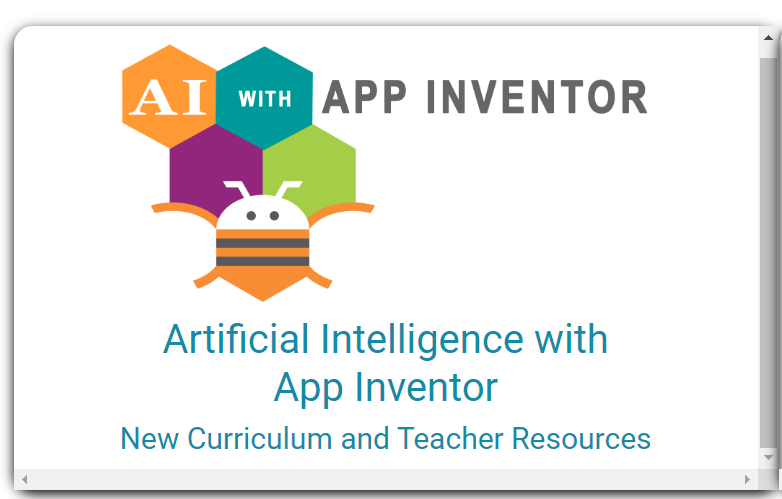 AI WITH APP INVENTOR
Artificial Intelligence with
App Inventor
New Curriculum and Teacher Resources